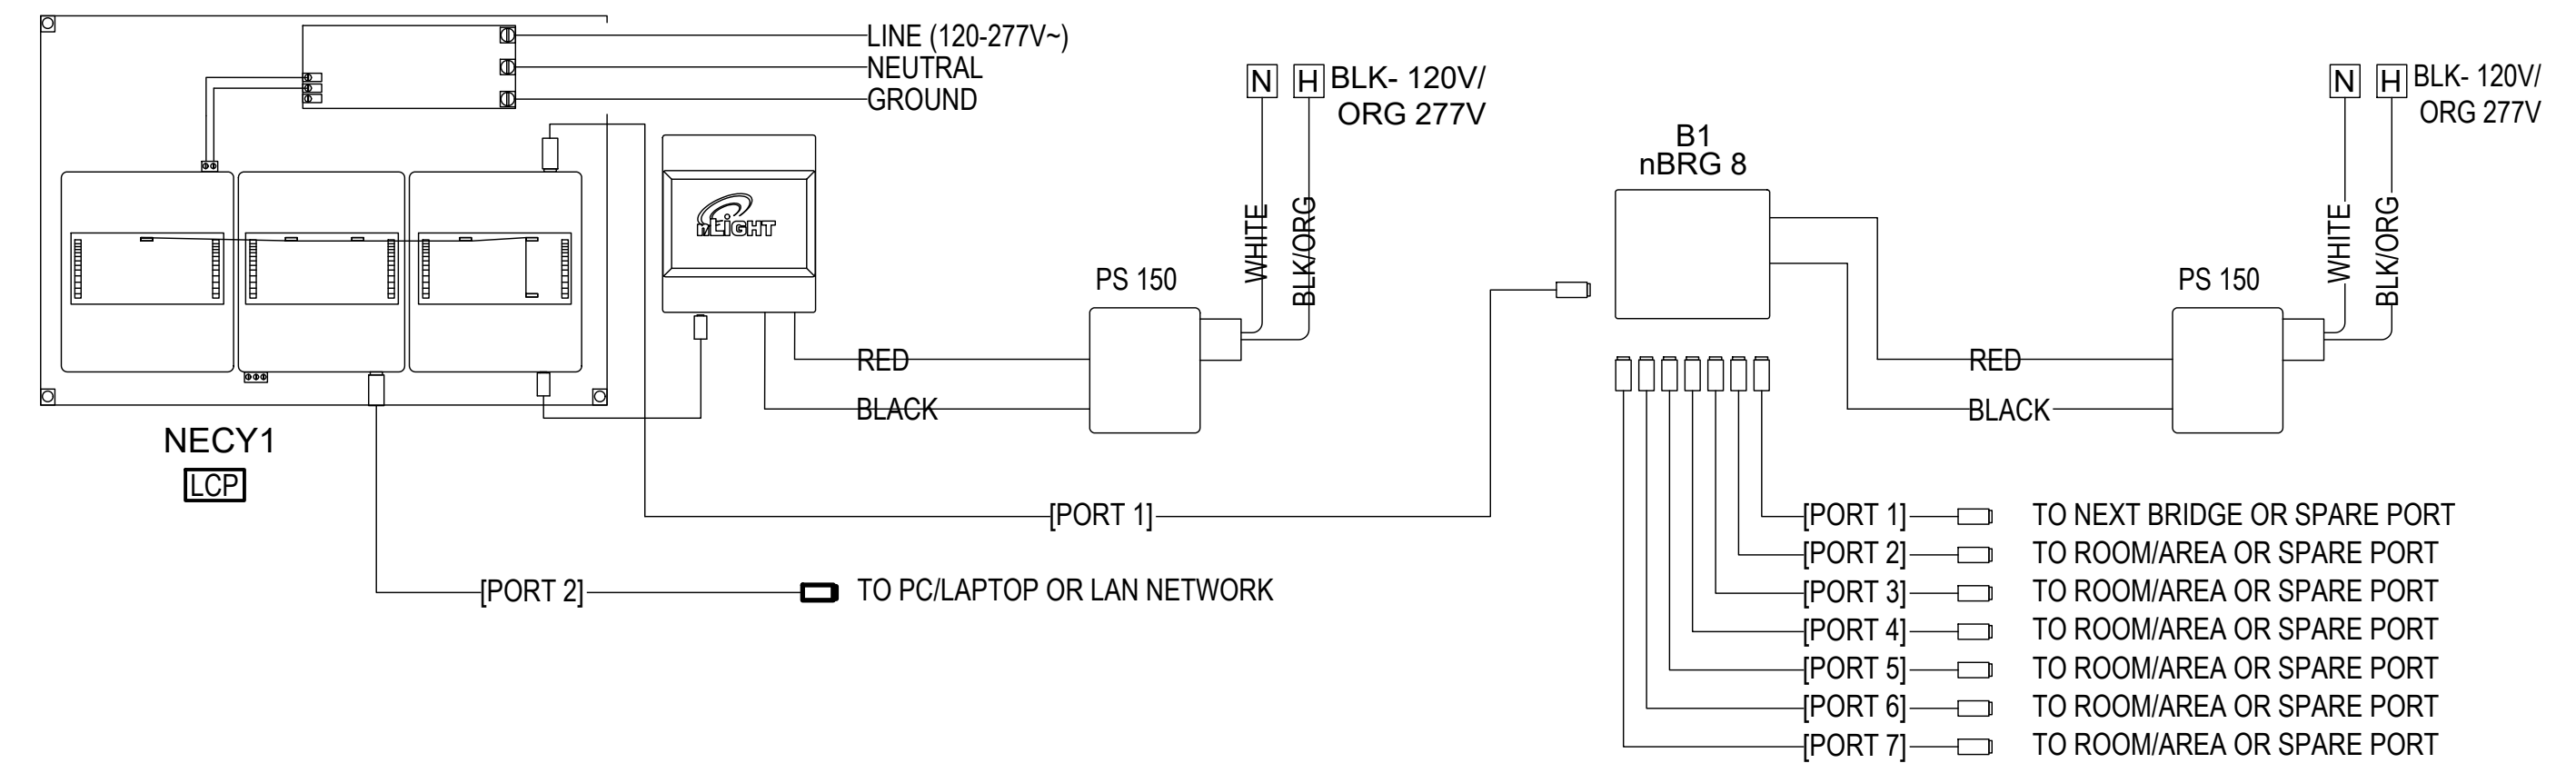 LINE (120-277V~)
NEUTRAL
GROUND
N H BLK- 120V/
ORG 277V
WHITE
BLK/ORG
nLIGHT
PS 150
RED
BLACK
NECY1
LCP
[PORT 1]
[PORT 2] TO PC/LAPTOP OR LAN NETWORK
B1
nBRG 8
N H BLK- 120V/
ORG 277V
WHITE
BLK/ORG
PS 150
RED
BLACK
[PORT 1] TO NEXT BRIDGE OR SPARE PORT
[PORT 2] TO ROOM/AREA OR SPARE PORT
[PORT 3] TO ROOM/AREA OR SPARE PORT
[PORT 4] TO ROOM/AREA OR SPARE PORT
[PORT 5] TO ROOM/AREA OR SPARE PORT
[PORT 6] TO ROOM/AREA OR SPARE PORT
[PORT 7] TO ROOM/AREA OR SPARE PORT